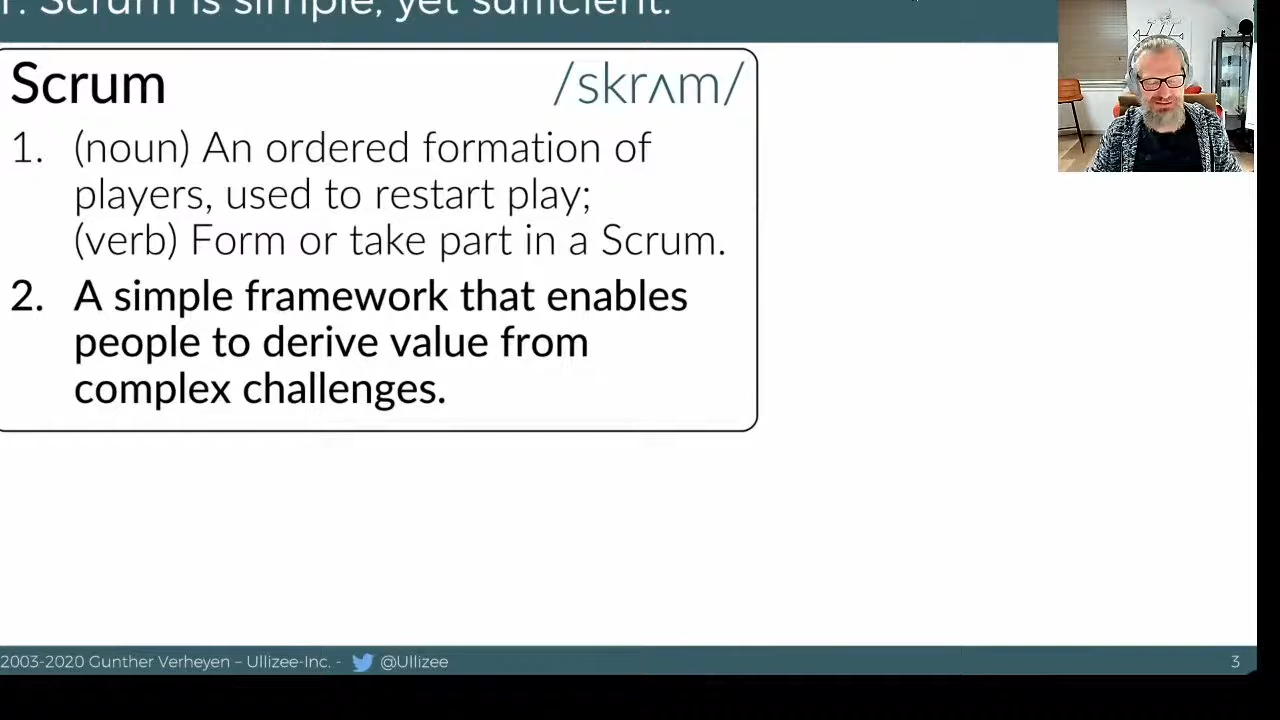 Scrum is simple, yet sufficient.
Scrum /skrʌm/
1. (noun) An ordered formation of
players, used to restart play;
(verb) Form or take part in a Scrum.
2. A simple framework that enables
people to derive value from
complex challenges.
2003-2020 Gunther Verheyen – Ullizee-Inc. - @Ullizee
3